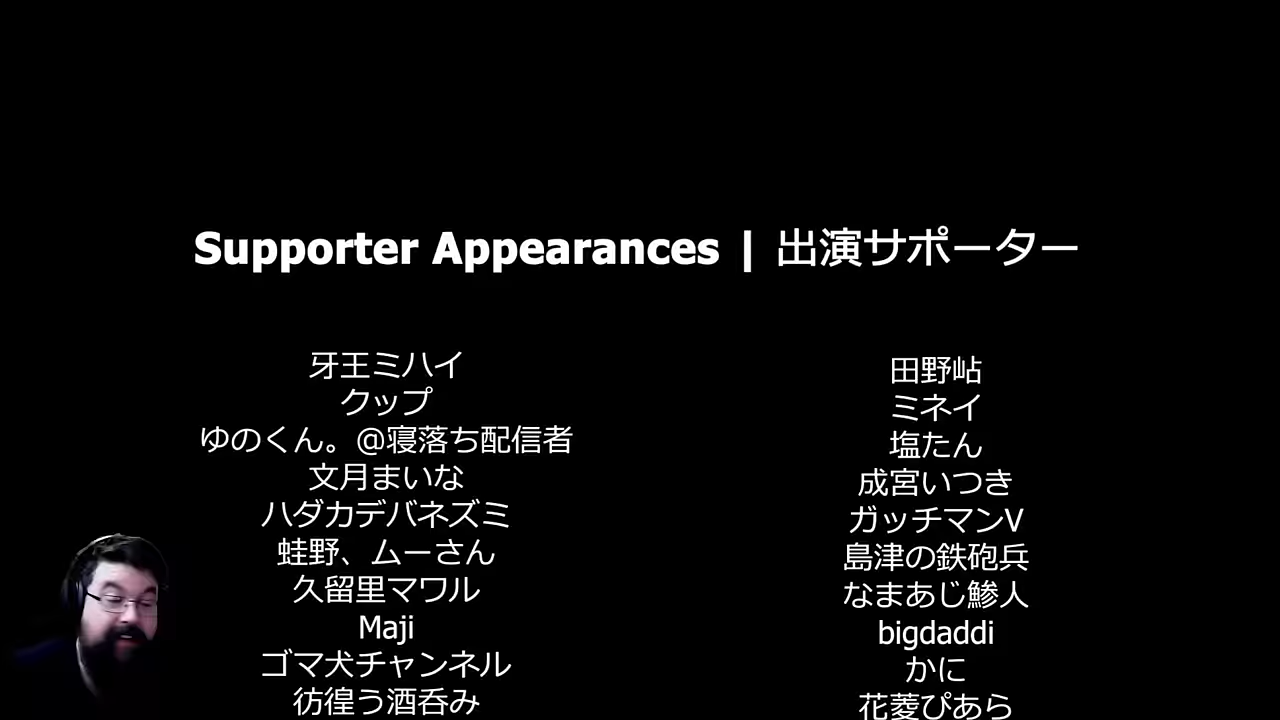 Supporter Appearances | 出演サポーター
牙王ミハイ
クップ
ゆのくん。@寝落ち配信者
文月まいな
ハダカデバネズミ
蛙野、ムーさん
久留里マワル
Maji
ゴマ犬チャンネル
彷徨う酒呑み
田野岾
ミネイ
塩たん
成宮いつき
ガッチマンV
島津の鉄砲兵
なまあじ鯵人
bigdaddi
かに
花菱ぴあら